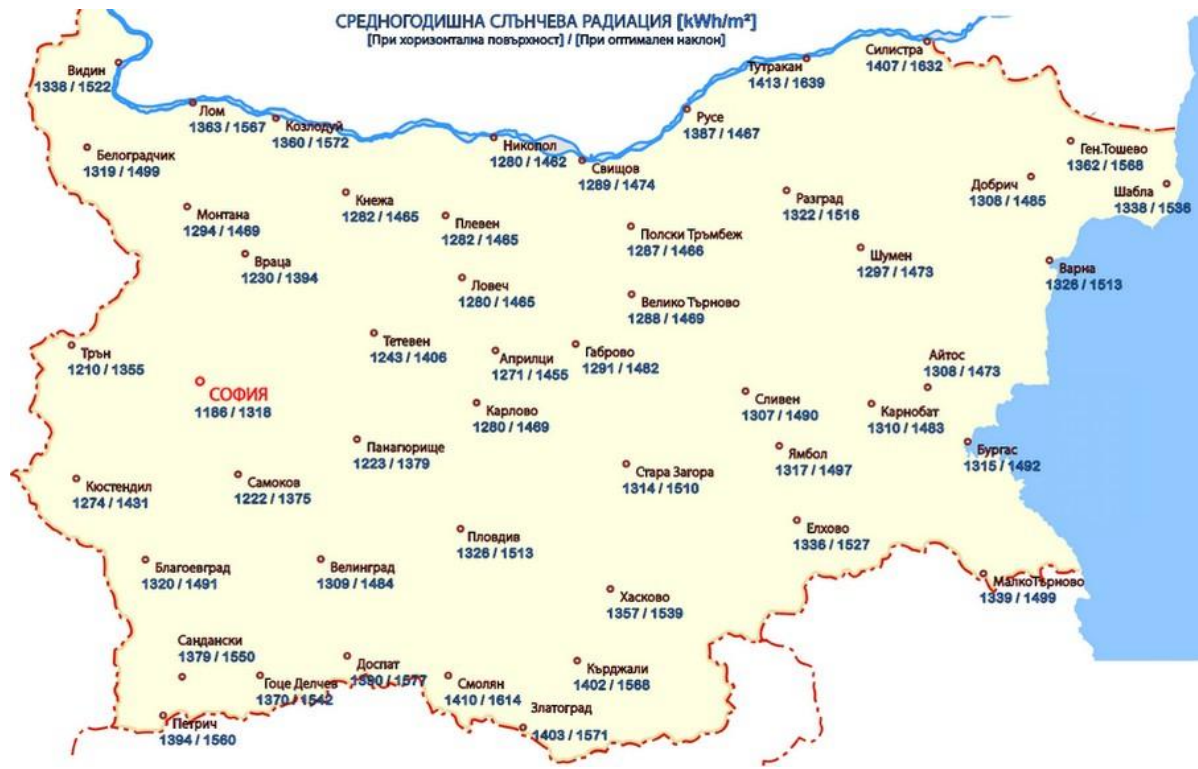 СРЕДНОГОДИШНА СЛЪНЧЕВА РАДИАЦИЯ [kWh/m²]
[При хоризонтална повърхност] / [При оптимален наклон]
Видин
1338 / 1522
Лом
1363 / 1567
Козлодуй
1360 / 1572
Никопол
1280 / 1462
Свищов
1289 / 1474
Русе
1387 / 1467
Тутракан
1413 / 1639
Силистра
1407 / 1632
Белоградчик
1319 / 1499
Монтана
1294 / 1469
Враца
1230 / 1394
Кнежа
1282 / 1465
Плевен
1282 / 1465
Ловеч
1280 / 1465
Полски Тръмбеж
1287 / 1466
Велико Търново
1288 / 1469
Разград
1322 / 1516
Шумен
1297 / 1473
Добрич
1308 / 1485
Ген.Тошево
1362 / 1568
Шабла
1338 / 1536
Варна
1326 / 1513
Трън
1210 / 1355
СОФИЯ
1186 / 1318
Тетевен
1243 / 1406
Априлци
1271 / 1455
Габрово
1291 / 1482
Карлово
1280 / 1469
Сливен
1307 / 1490
Айтос
1308 / 1473
Карнобат
1310 / 1483
Бургас
1315 / 1492
Ямбол
1317 / 1497
Панагюрище
1223 / 1379
Стара Загора
1314 / 1510
Кюстендил
1274 / 1431
Самоков
1222 / 1375
Пловдив
1326 / 1513
Елхово
1336 / 1527
МалкоТърново
1339 / 1499
Благоевград
1320 / 1491
Велинград
1309 / 1484
Хасково
1357 / 1539
Сандански
1379 / 1550
Гоце Делчев
1370 / 1542
Доспат
1390 / 1577
Смолян
1410 / 1614
Кърджали
1402 / 1568
Златоград
1403 / 1571
Петрич
1394 / 1560